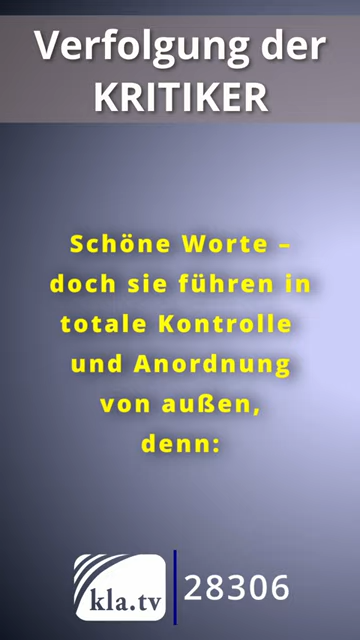 Verfolgung der
KRITIKER
Schöne Worte –
doch sie führen in
totale Kontrolle
und Anordnung
von außen,
denn:
kla.tv
28306